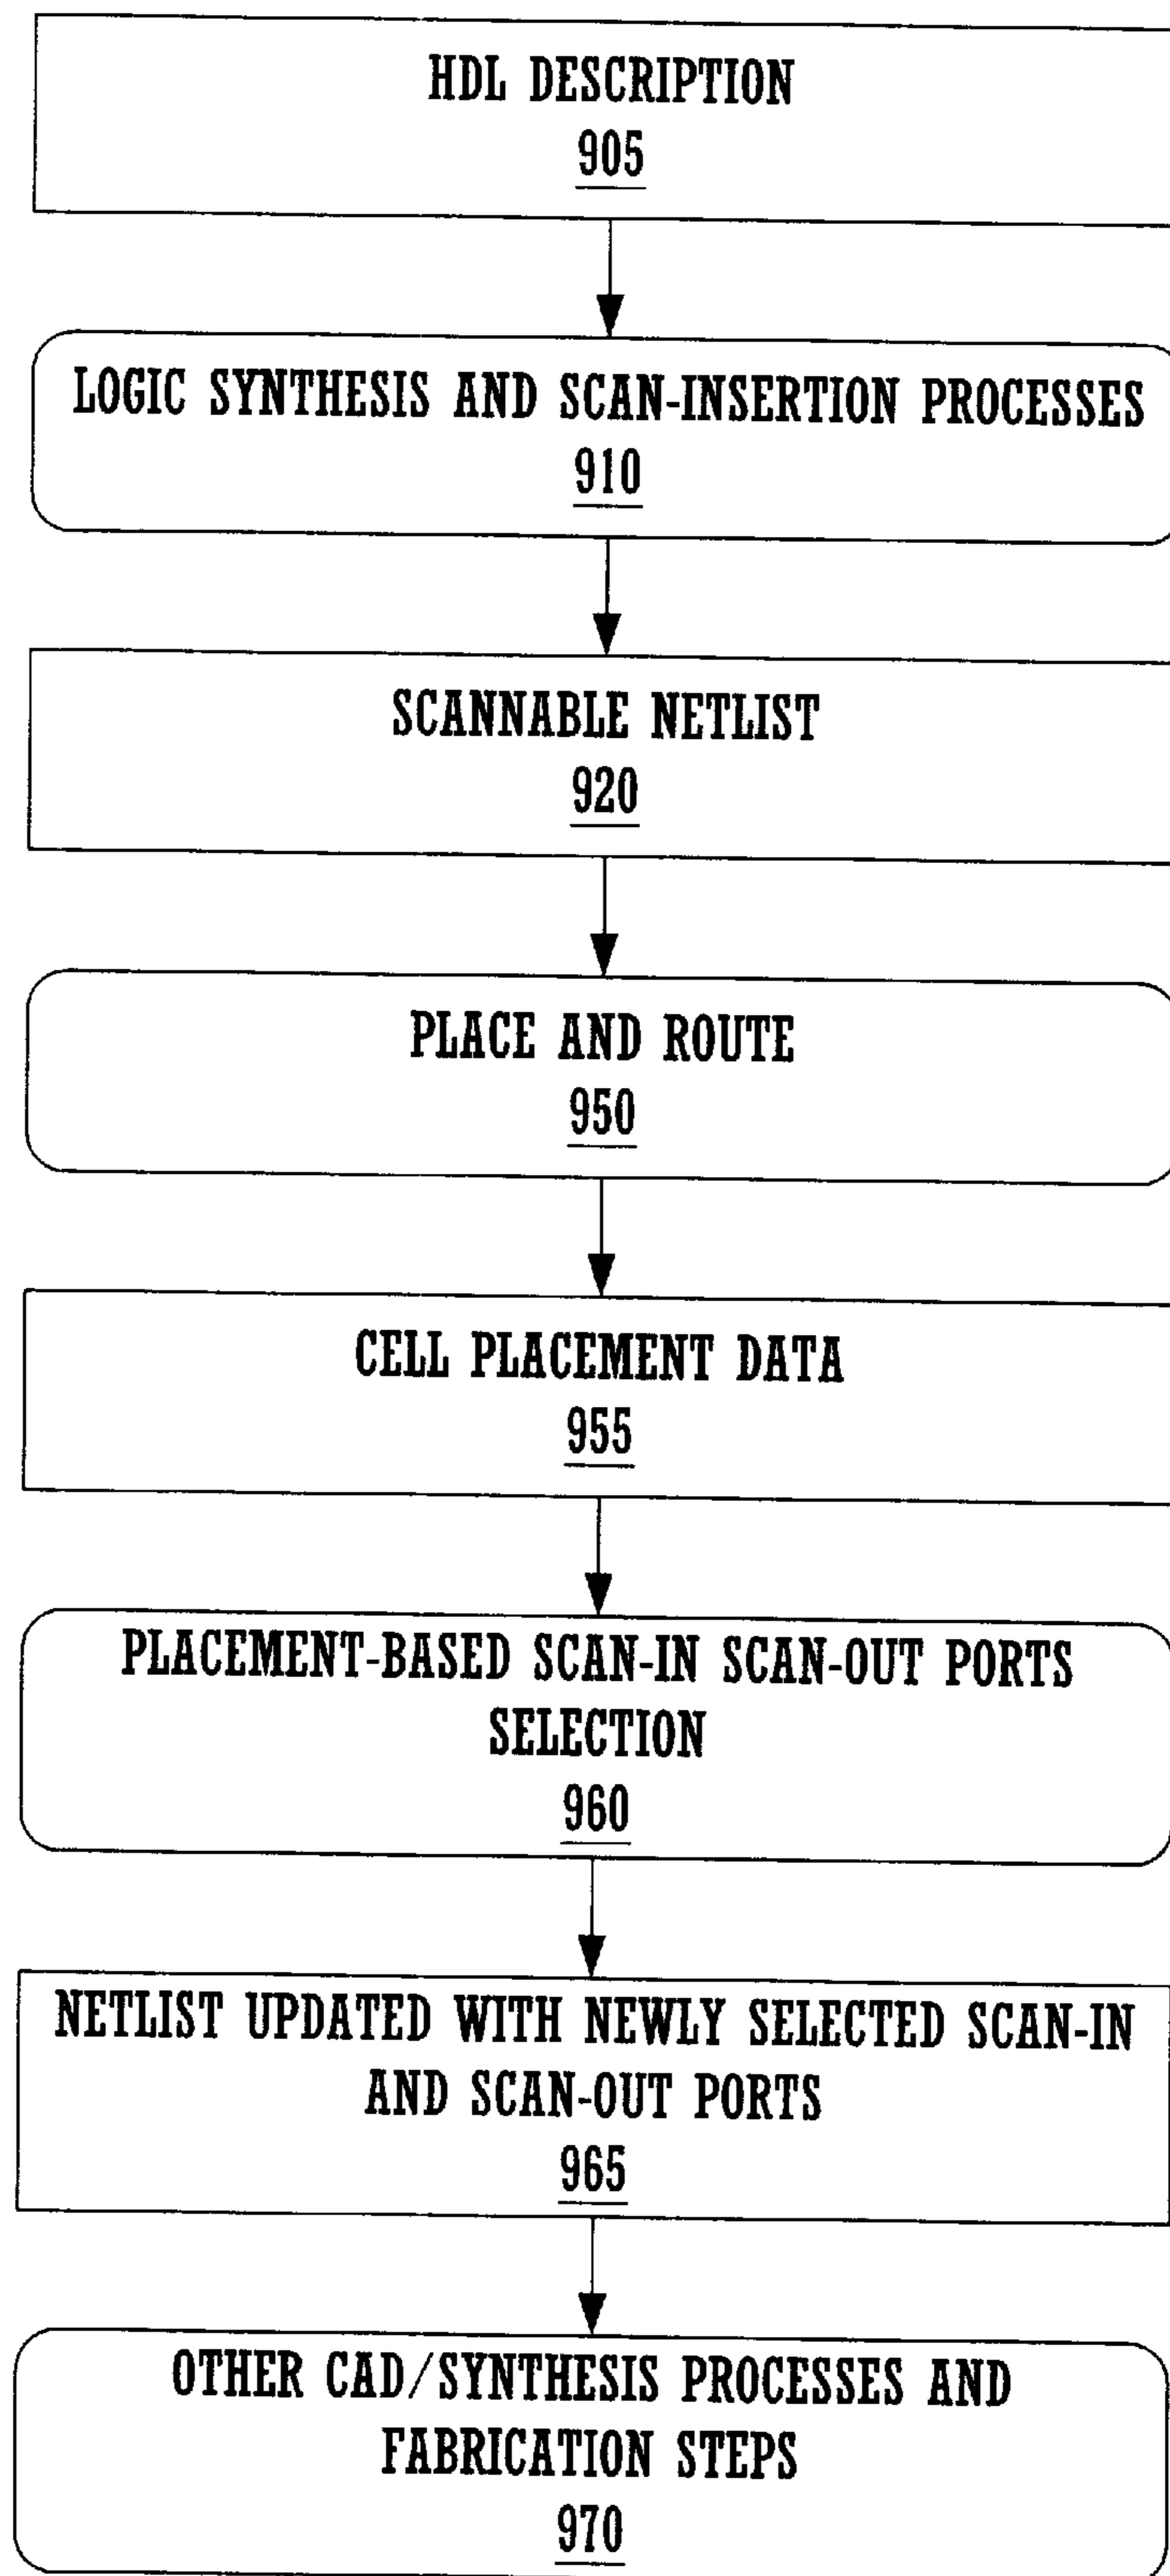 HDL DESCRIPTION
905
LOGIC SYNTHESIS AND SCAN-INSERTION PROCESSES
910
SCANNABLE NETLIST
920
PLACE AND ROUTE
950
CELL PLACEMENT DATA
955
PLACEMENT-BASED SCAN-IN SCAN-OUT PORTS
SELECTION
960
NETLIST UPDATED WITH NEWLY SELECTED SCAN-IN
AND SCAN-OUT PORTS
965
OTHER CAD/SYNTHESIS PROCESSES AND
FABRICATION STEPS
970